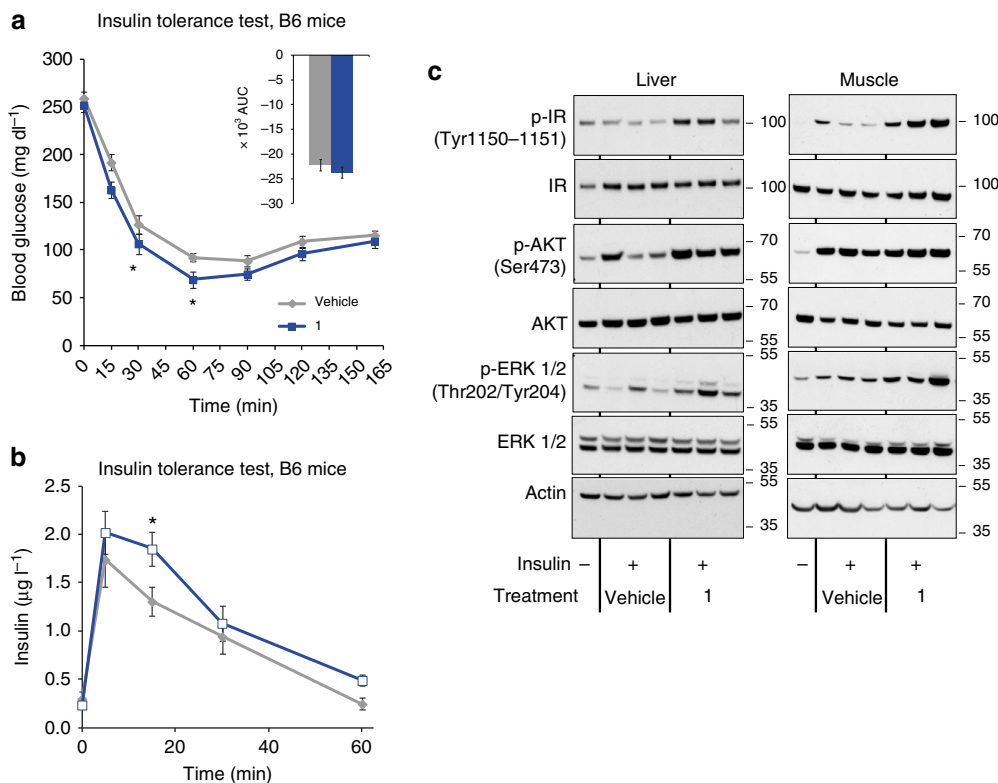 a
Insulin tolerance test, B6 mice
Blood glucose (mg dl⁻¹)
300
250
200
150
100
50
0
0 15 30 45 60 75 90 105 120 135 150 165
Time (min)
* *
Vehicle
1
× 10³ AUC
0
−5
−10
−15
−20
−25
−30
b
Insulin tolerance test, B6 mice
Insulin (µg l⁻¹)
2.5
2.0
1.5
1.0
0.5
0.0
*
0 20 40 60
Time (min)
c
Liver Muscle
p-IR
(Tyr1150–1151)
– 100 – 100
IR
100 – 100
p-AKT
(Ser473)
– 70 – 70
– 55 – 55
AKT
– 70 – 70
– 55 – 55
p-ERK 1/2
(Thr202/Tyr204)
– 55 – 55
– 35 – 35
ERK 1/2
– 55 – 55
– 35 – 35
Actin
– 55 – 55
– 35 – 35
Insulin – + + – + +
Treatment Vehicle 1 Vehicle 1